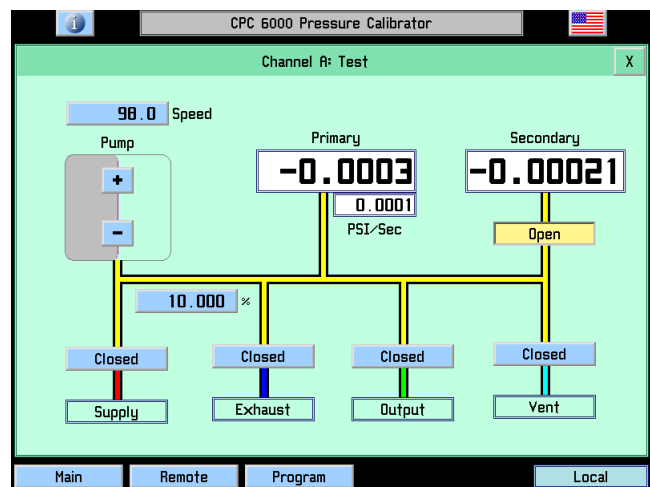 i
CPC 6000 Pressure Calibrator
Channel A: Test
X
98.0 Speed
Pump
Primary
Secondary
+
-0.0003
-0.00021
0.0001
PSI/Sec
-
Open
10.000 %
Closed
Closed
Closed
Closed
Supply
Exhaust
Output
Vent
Main
Remote
Program
Local